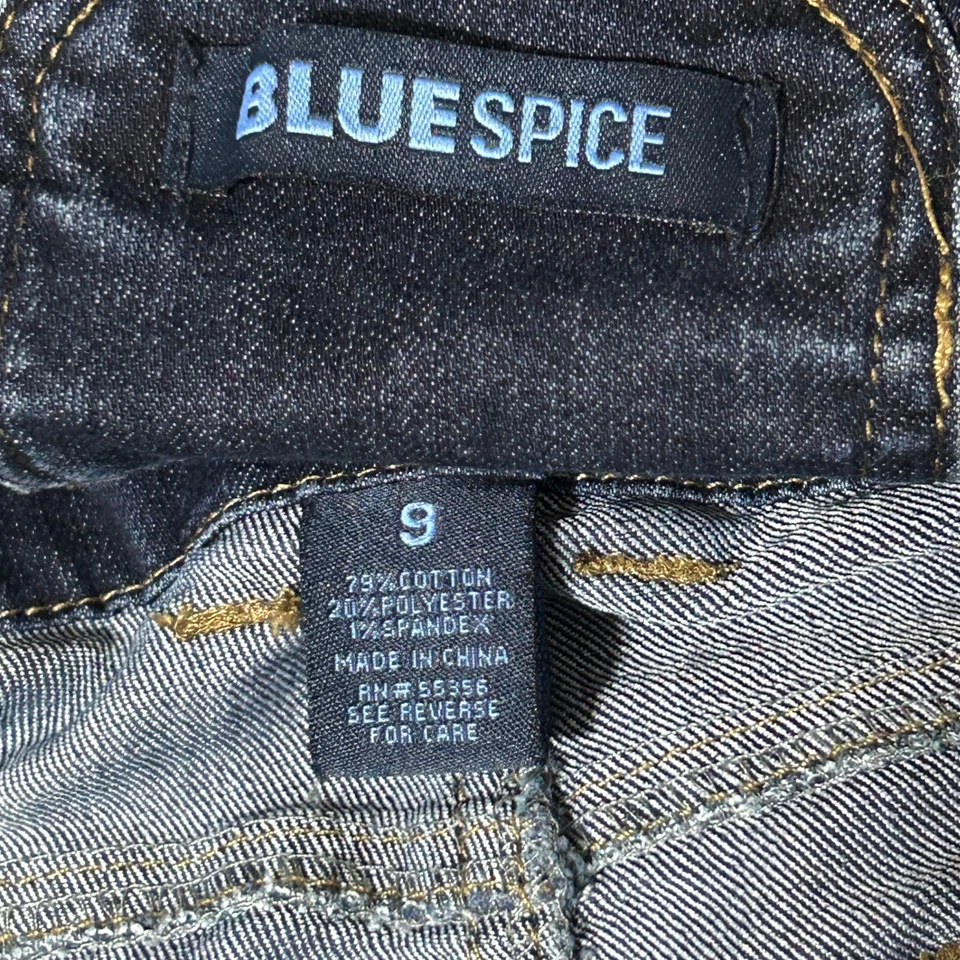 BLUESPICE
9
79% COTTON
20% POLYESTER
1% SPANDEX
MADE IN CHINA
RN# 55356
SEE REVERSE
FOR CARE